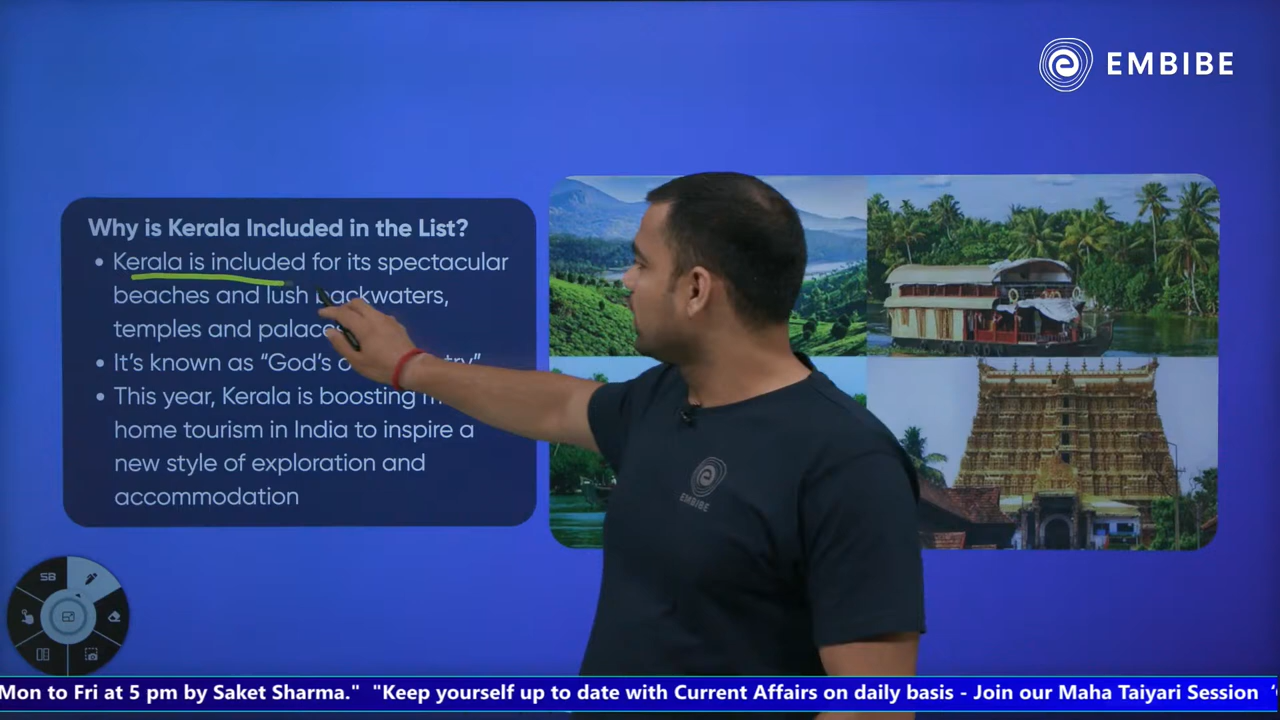 EMBIBE
Why is Kerala Included in the List?
• Kerala is included for its spectacular
beaches and lush backwaters,
temples and palace
• It's known as "God's o try"
• This year, Kerala is boosting
home tourism in India to inspire a
new style of exploration and
accommodation
EMBIBE
SB
Mon to Fri at 5 pm by Saket Sharma." "Keep yourself up to date with Current Affairs on daily basis - Join our Maha Taiyari Session